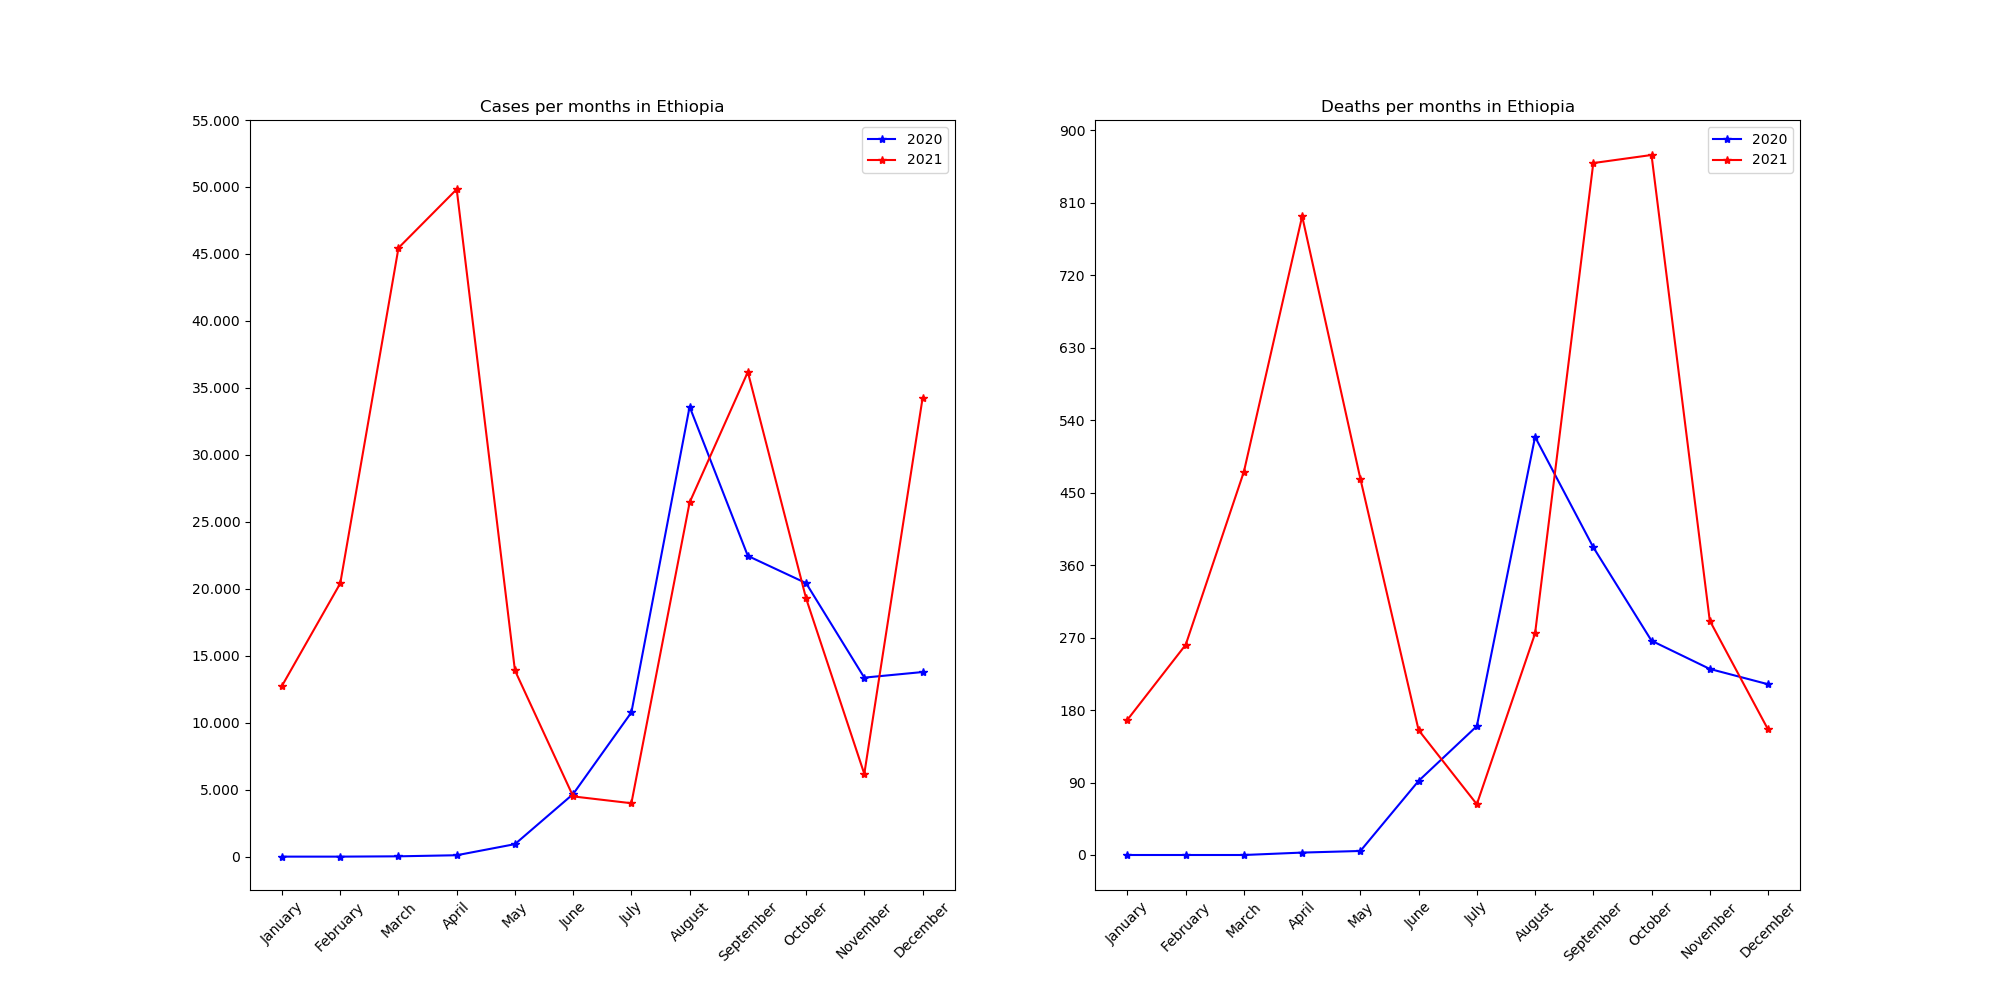 Cases per months in Ethiopia
55.000
50.000
45.000
40.000
35.000
30.000
25.000
20.000
15.000
10.000
5.000
0
2020
2021
January
February
March
April
May
June
July
August
September
October
November
December
Deaths per months in Ethiopia
900
810
720
630
540
450
360
270
180
90
0
2020
2021
January
February
March
April
May
June
July
August
September
October
November
December